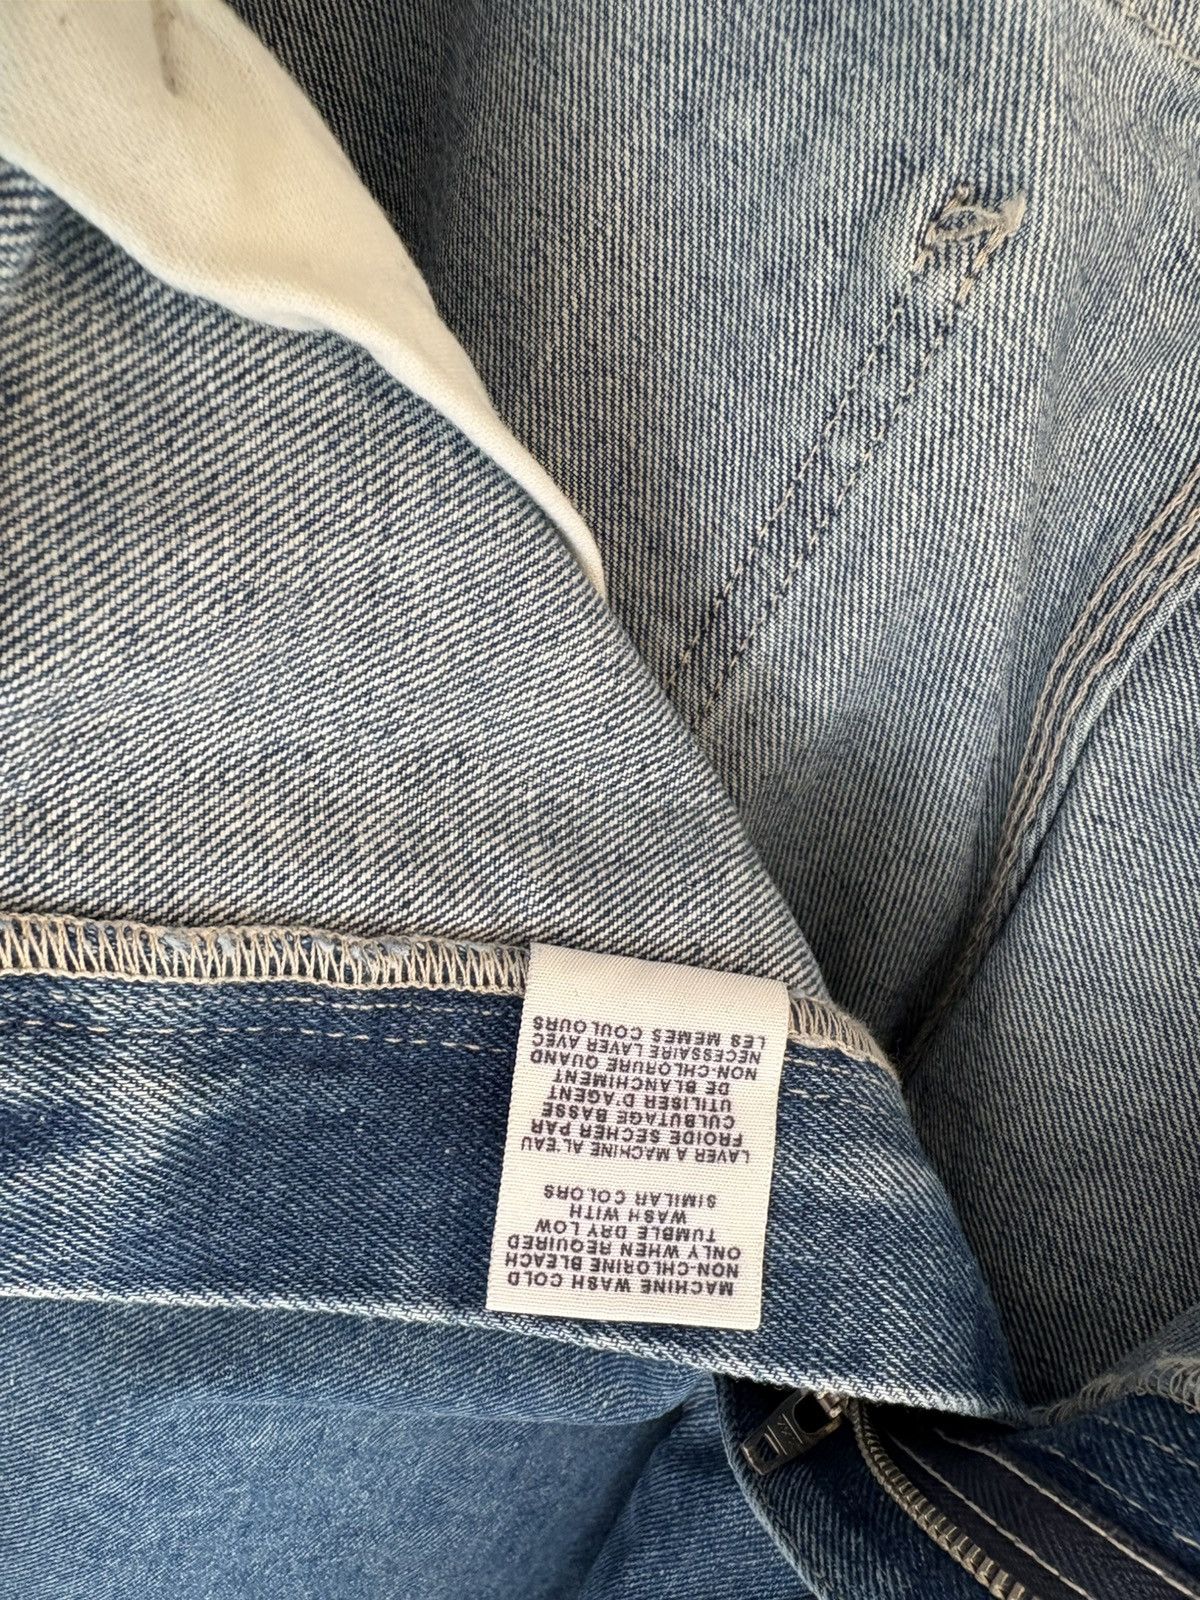 MACHINE WASH COLD
NON-CHLORINE BLEACH
ONLY WHEN REQUIRED
TUMBLE DRY LOW
WASH WITH
SIMILAR COLORS
LAVER A MACHINE AL'EAU
FROIDE SECHER PAR
CULBUTAGE BASSE
UTILISER D'AGENT
DE BLANCHIMENT
NON-CHLORURE QUAND
NECESSAIRE LAVER AVEC
LES MEMES COULOURS